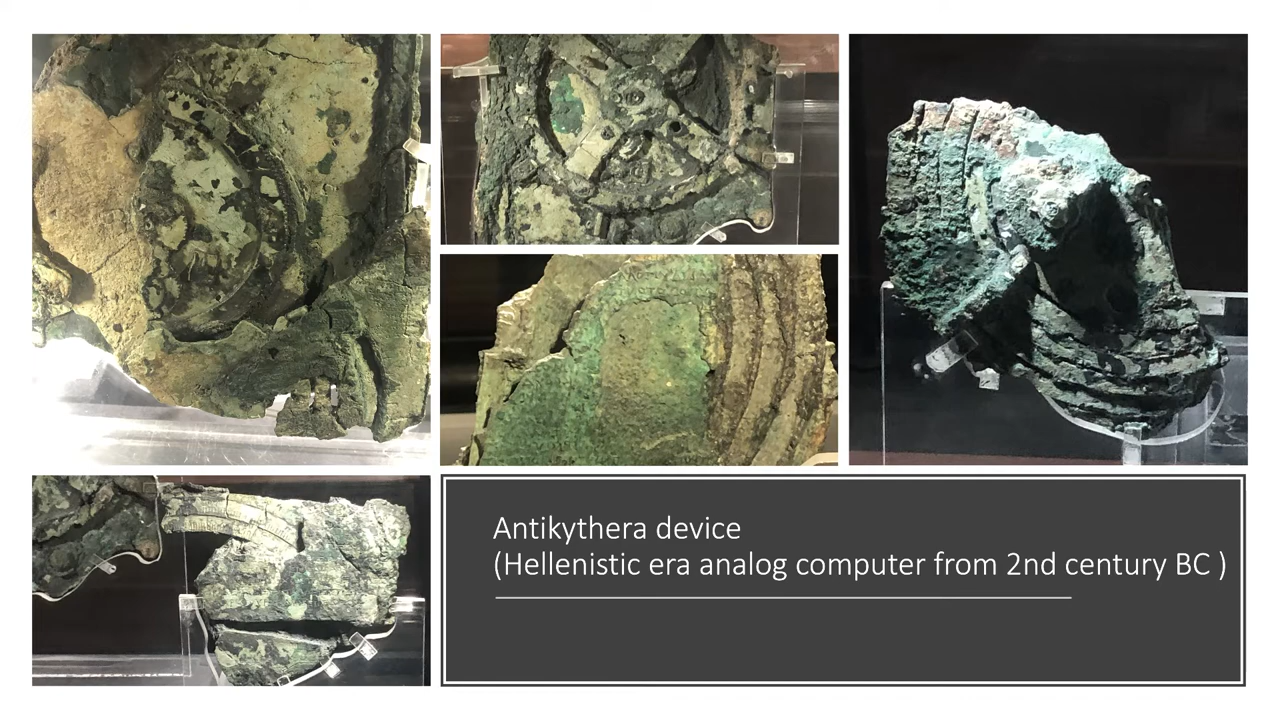 Antikythera device
(Hellenistic era analog computer from 2nd century BC )